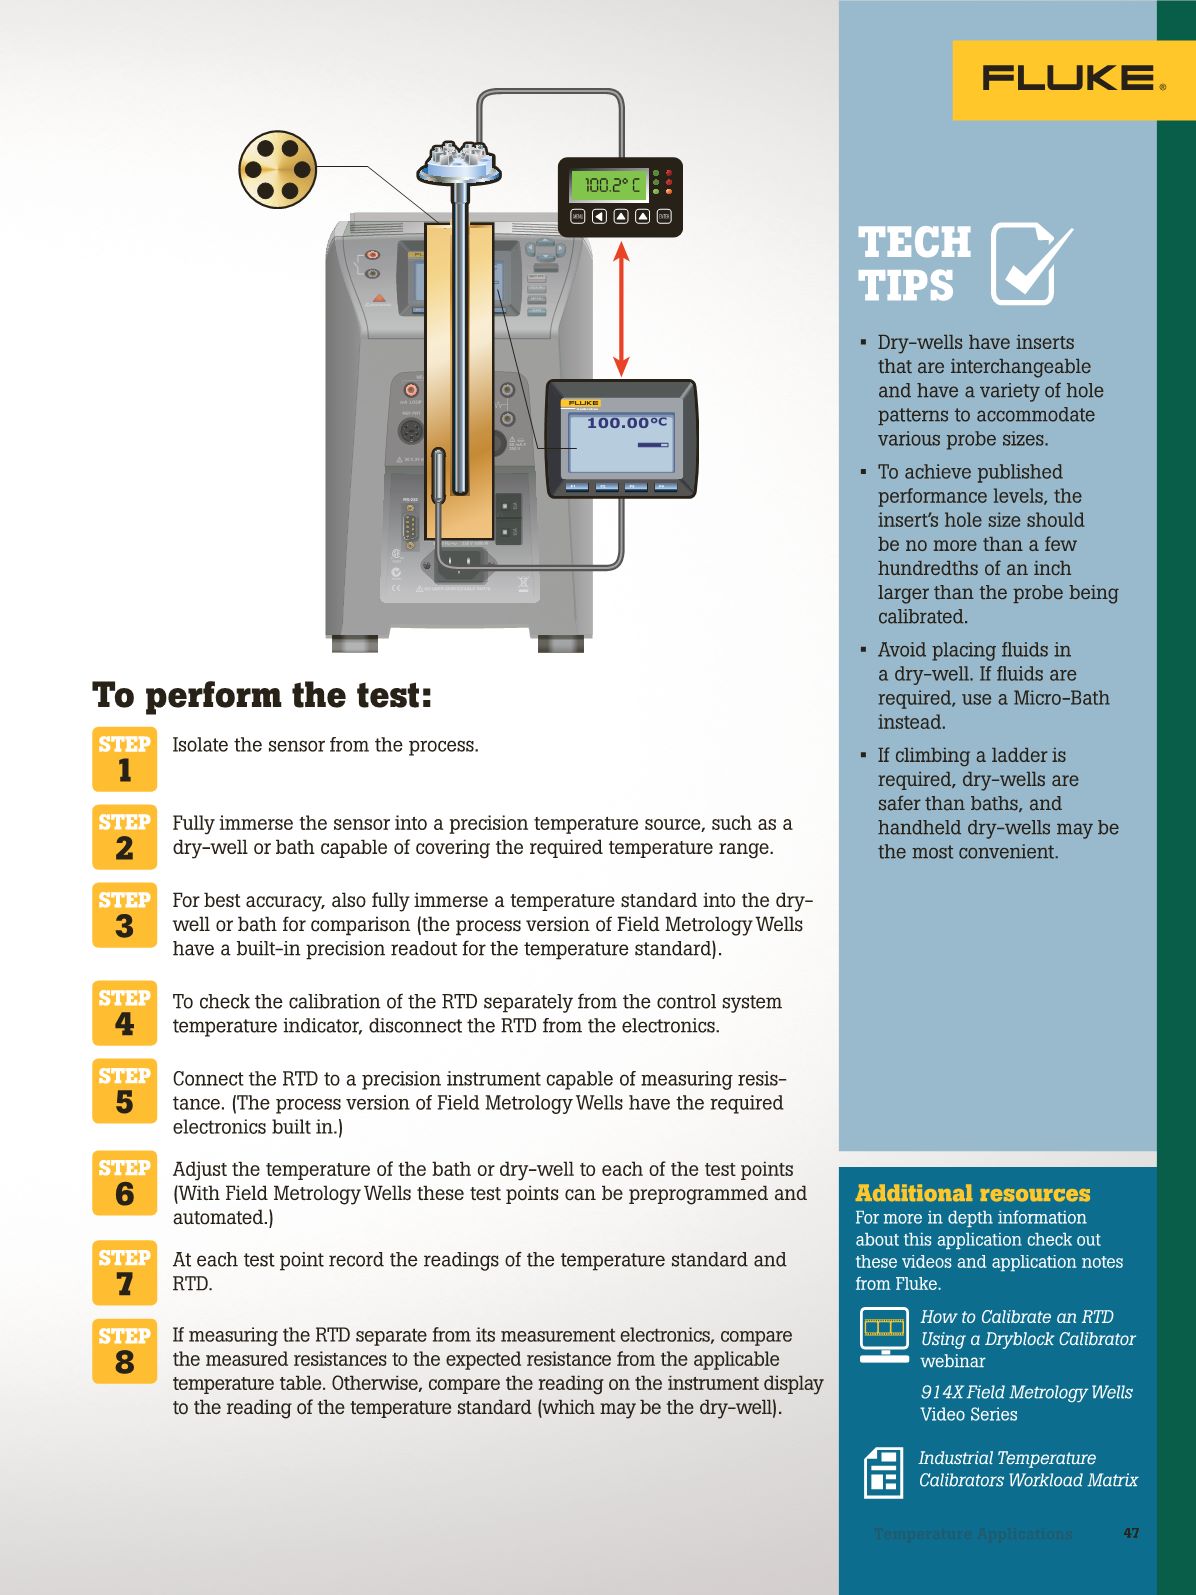 FLUKE®
100.2°C
MENU
ENTER
FLUKE
100.00°C
F1 F2 F3 F4
RS-232
To perform the test:
STEP 1
Isolate the sensor from the process.
STEP 2
Fully immerse the sensor into a precision temperature source, such as a
dry-well or bath capable of covering the required temperature range.
STEP 3
For best accuracy, also fully immerse a temperature standard into the dry-
well or bath for comparison (the process version of Field Metrology Wells
have a built-in precision readout for the temperature standard).
STEP 4
To check the calibration of the RTD separately from the control system
temperature indicator, disconnect the RTD from the electronics.
STEP 5
Connect the RTD to a precision instrument capable of measuring resis-
tance. (The process version of Field Metrology Wells have the required
electronics built in.)
STEP 6
Adjust the temperature of the bath or dry-well to each of the test points
(With Field Metrology Wells these test points can be preprogrammed and
automated.)
STEP 7
At each test point record the readings of the temperature standard and
RTD.
STEP 8
If measuring the RTD separate from its measurement electronics, compare
the measured resistances to the expected resistance from the applicable
temperature table. Otherwise, compare the reading on the instrument display
to the reading of the temperature standard (which may be the dry-well).
TECH
TIPS
▪ Dry-wells have inserts
that are interchangeable
and have a variety of hole
patterns to accommodate
various probe sizes.
▪ To achieve published
performance levels, the
insert's hole size should
be no more than a few
hundredths of an inch
larger than the probe being
calibrated.
▪ Avoid placing fluids in
a dry-well. If fluids are
required, use a Micro-Bath
instead.
▪ If climbing a ladder is
required, dry-wells are
safer than baths, and
handheld dry-wells may be
the most convenient.
Additional resources
For more in depth information
about this application check out
these videos and application notes
from Fluke.
How to Calibrate an RTD
Using a Dryblock Calibrator
webinar
914X Field Metrology Wells
Video Series
Industrial Temperature
Calibrators Workload Matrix
Temperature Applications 47